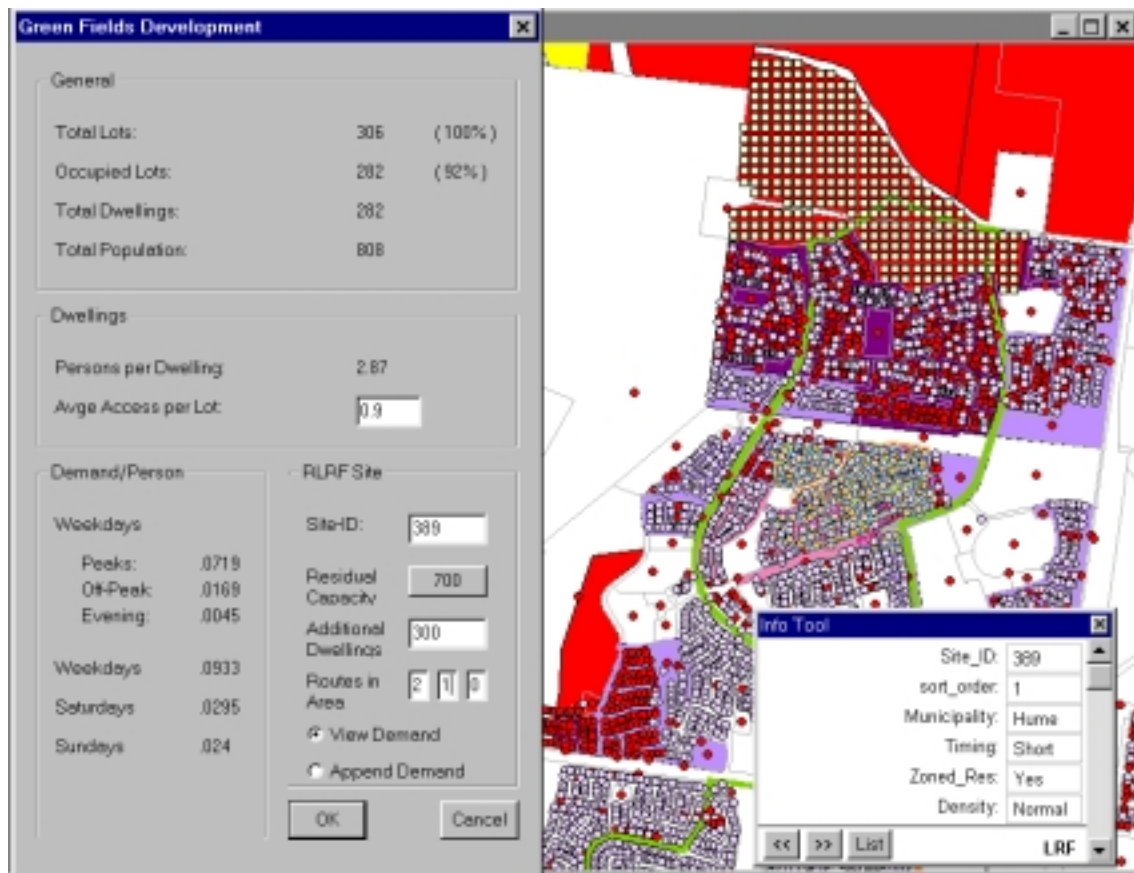 Green Fields Development
General
Total Lots: 306 (100%)
Occupied Lots: 282 (92%)
Total Dwellings: 282
Total Population: 808
Dwellings
Persons per Dwelling: 2.87
Avge Access per Lot: 0.9
Demand/Person
Weekdays
Peaks: .0719
Off-Peak: .0169
Evening: .0045
Weekdays .0933
Saturdays .0295
Sundays .024
RLRF Site
Site-ID: 389
Residual Capacity 700
Additional Dwellings 300
Routes in Area 2 1 0
View Demand
Append Demand
OK Cancel
Info Tool
Site_ID: 389
sort_order: 1
Municipality: Hume
Timing: Short
Zoned_Res: Yes
Density: Normal
<< >> List LRF